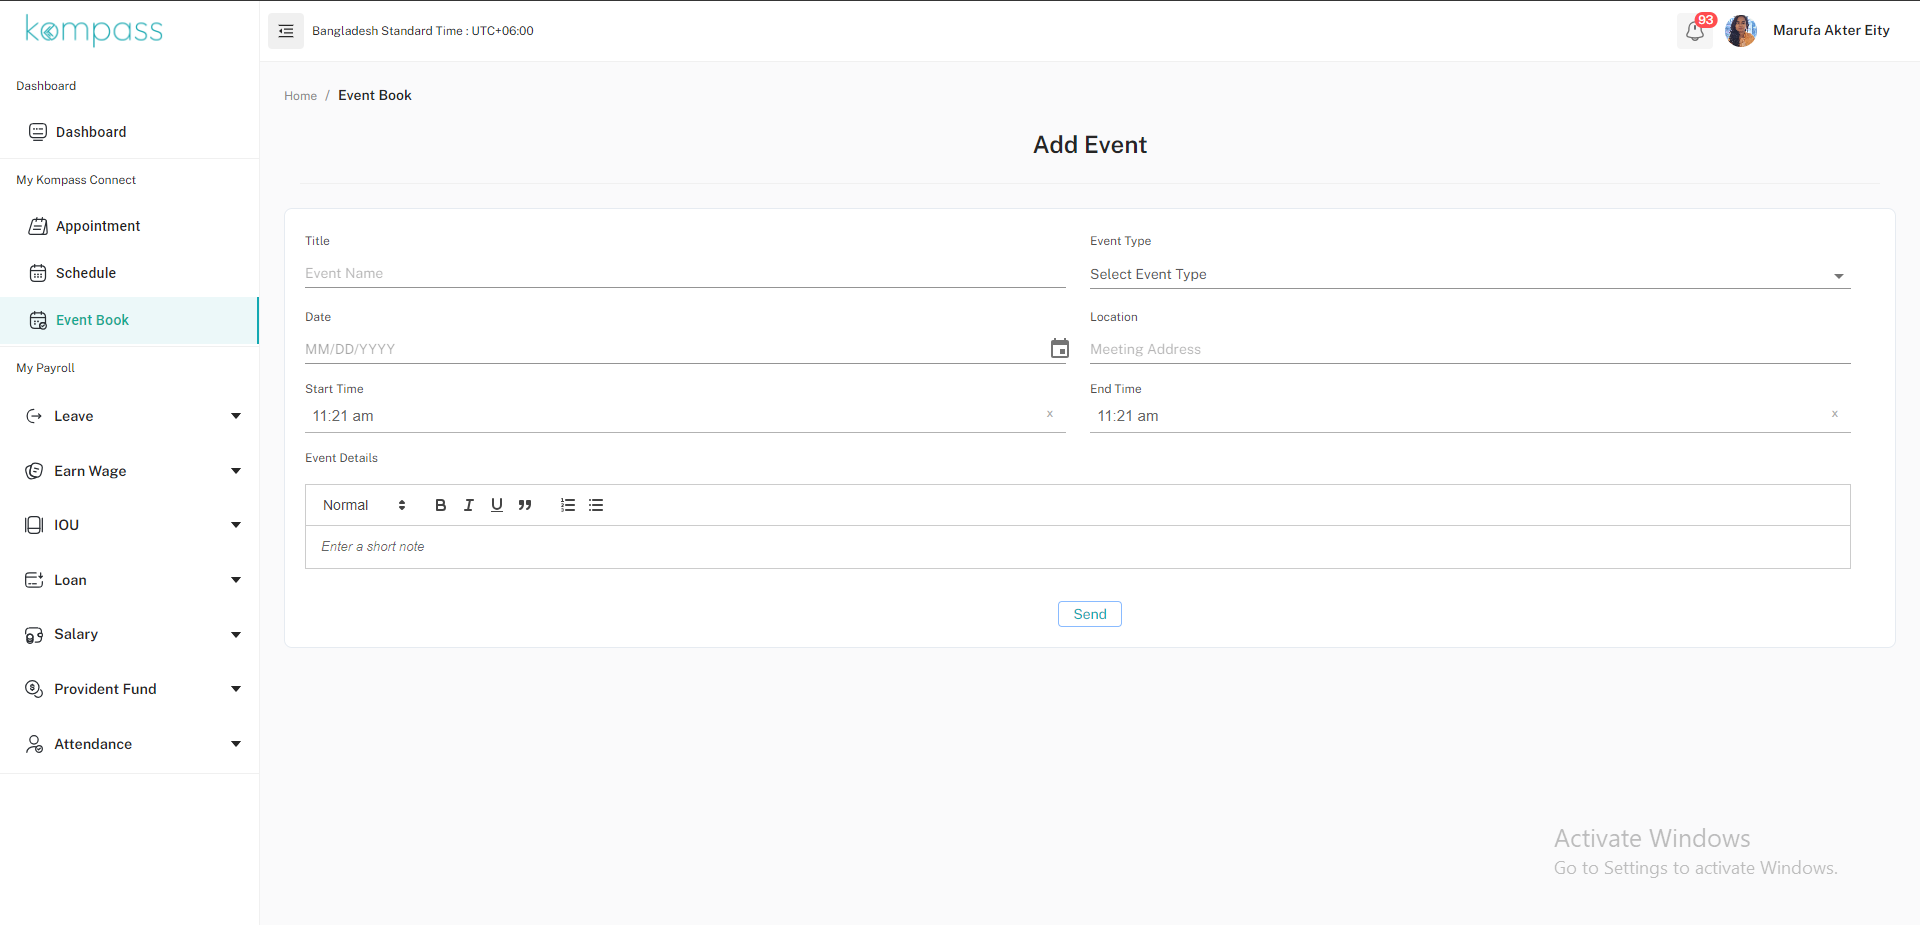 kompass
Bangladesh Standard Time : UTC+06:00
93
Marufa Akter Eity
Dashboard
Dashboard
My Kompass Connect
Appointment
Schedule
Event Book
My Payroll
Leave
Earn Wage
IOU
Loan
Salary
Provident Fund
Attendance
Home / Event Book
Add Event
Title
Event Name
Event Type
Select Event Type
Date
MM/DD/YYYY
Location
Meeting Address
Start Time
11:21 am x
End Time
11:21 am x
Event Details
Normal B I U
Enter a short note
Send
Activate Windows
Go to Settings to activate Windows.